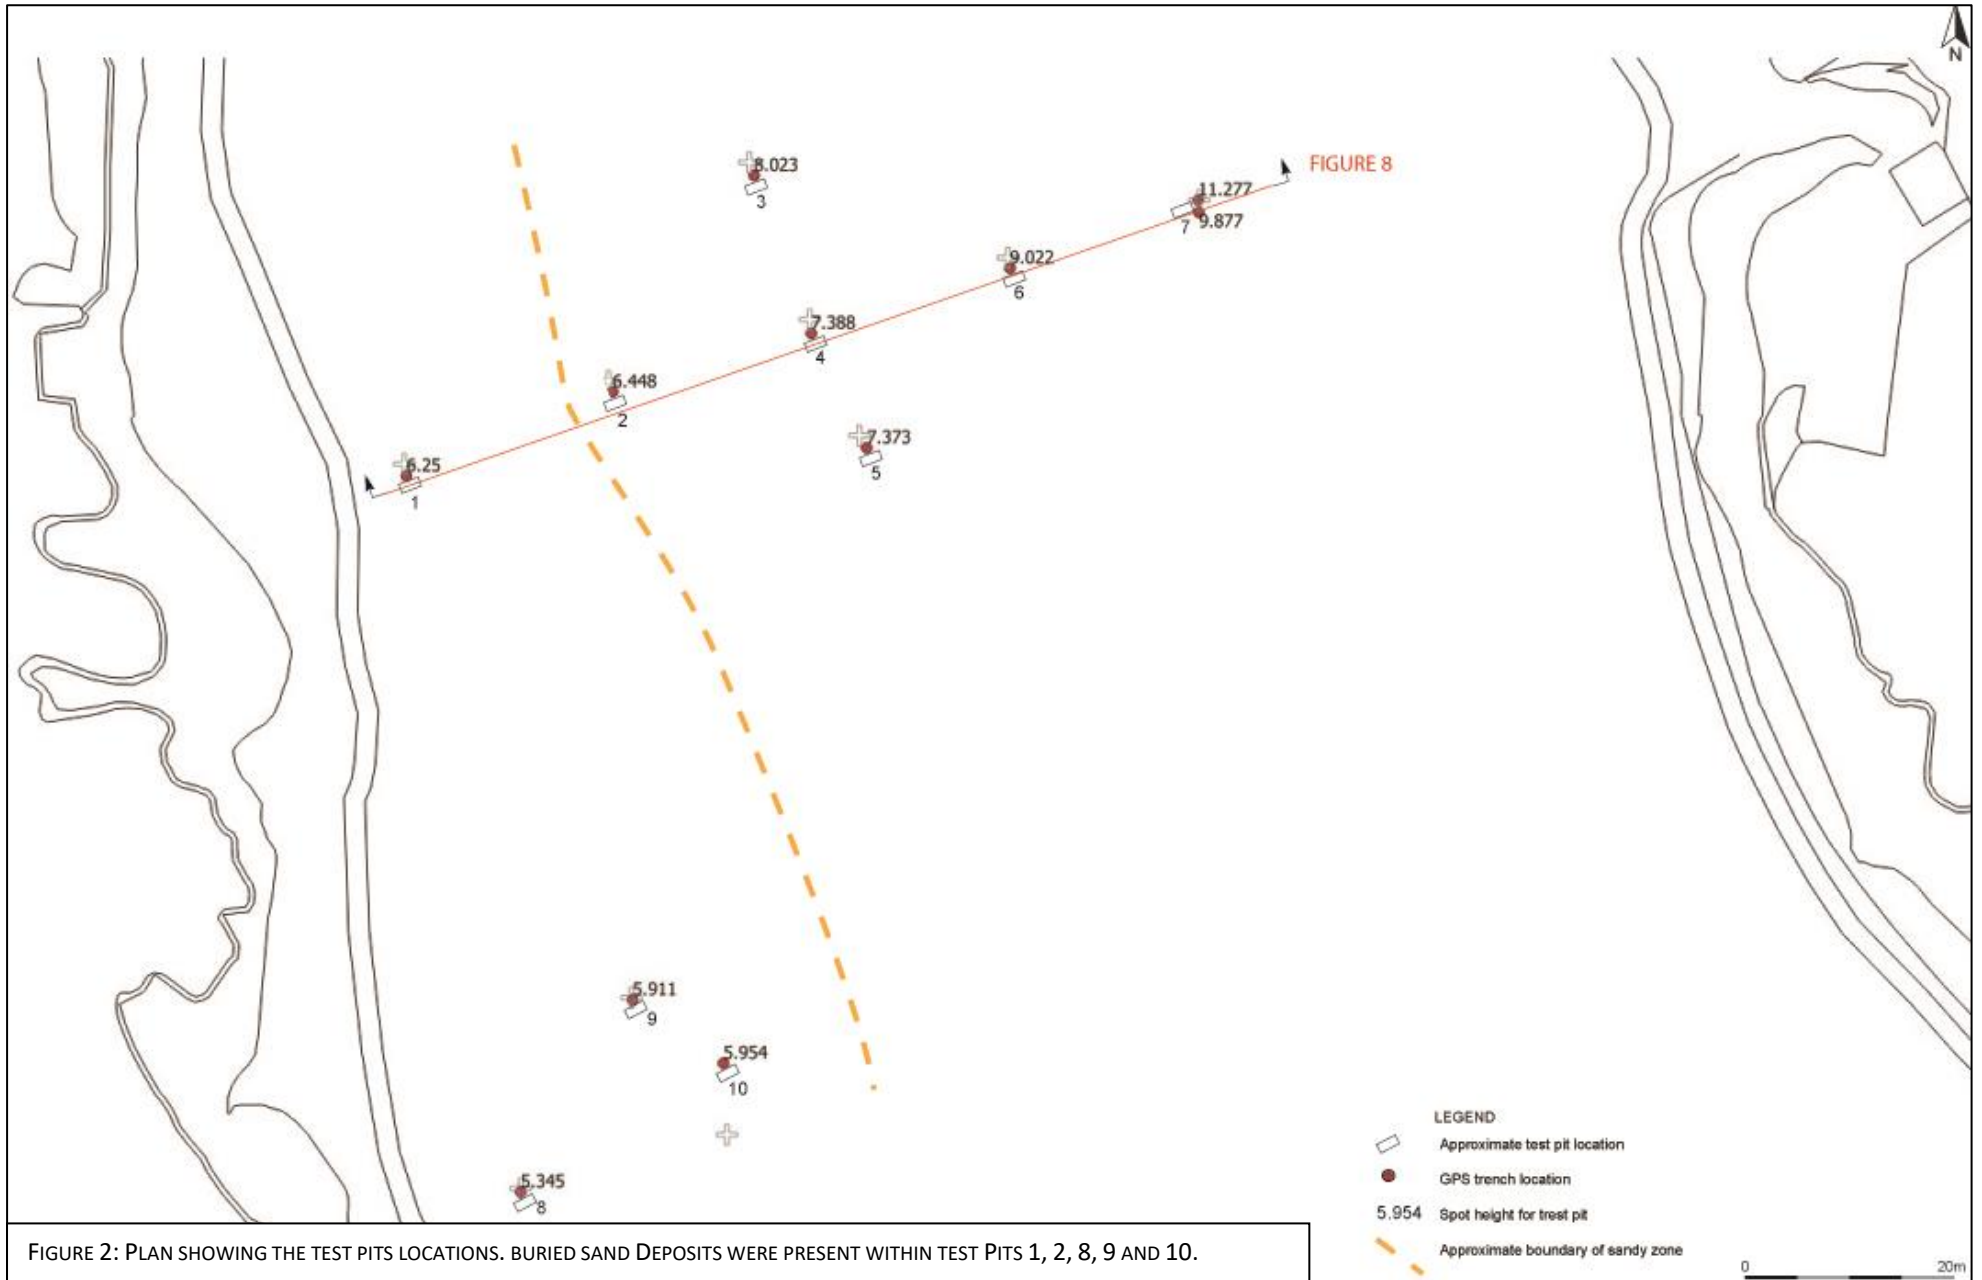 N
FIGURE 8
8.023
3
11.277
7 9.877
9.022
6
7.388
4
6.448
2
7.373
5
6.25
1
5.911
9
5.954
10
5.345
8
LEGEND
Approximate test pit location
GPS trench location
5.954 Spot height for trest pit
Approximate boundary of sandy zone
0 20m
FIGURE 2: PLAN SHOWING THE TEST PITS LOCATIONS. BURIED SAND DEPOSITS WERE PRESENT WITHIN TEST PITS 1, 2, 8, 9 AND 10.